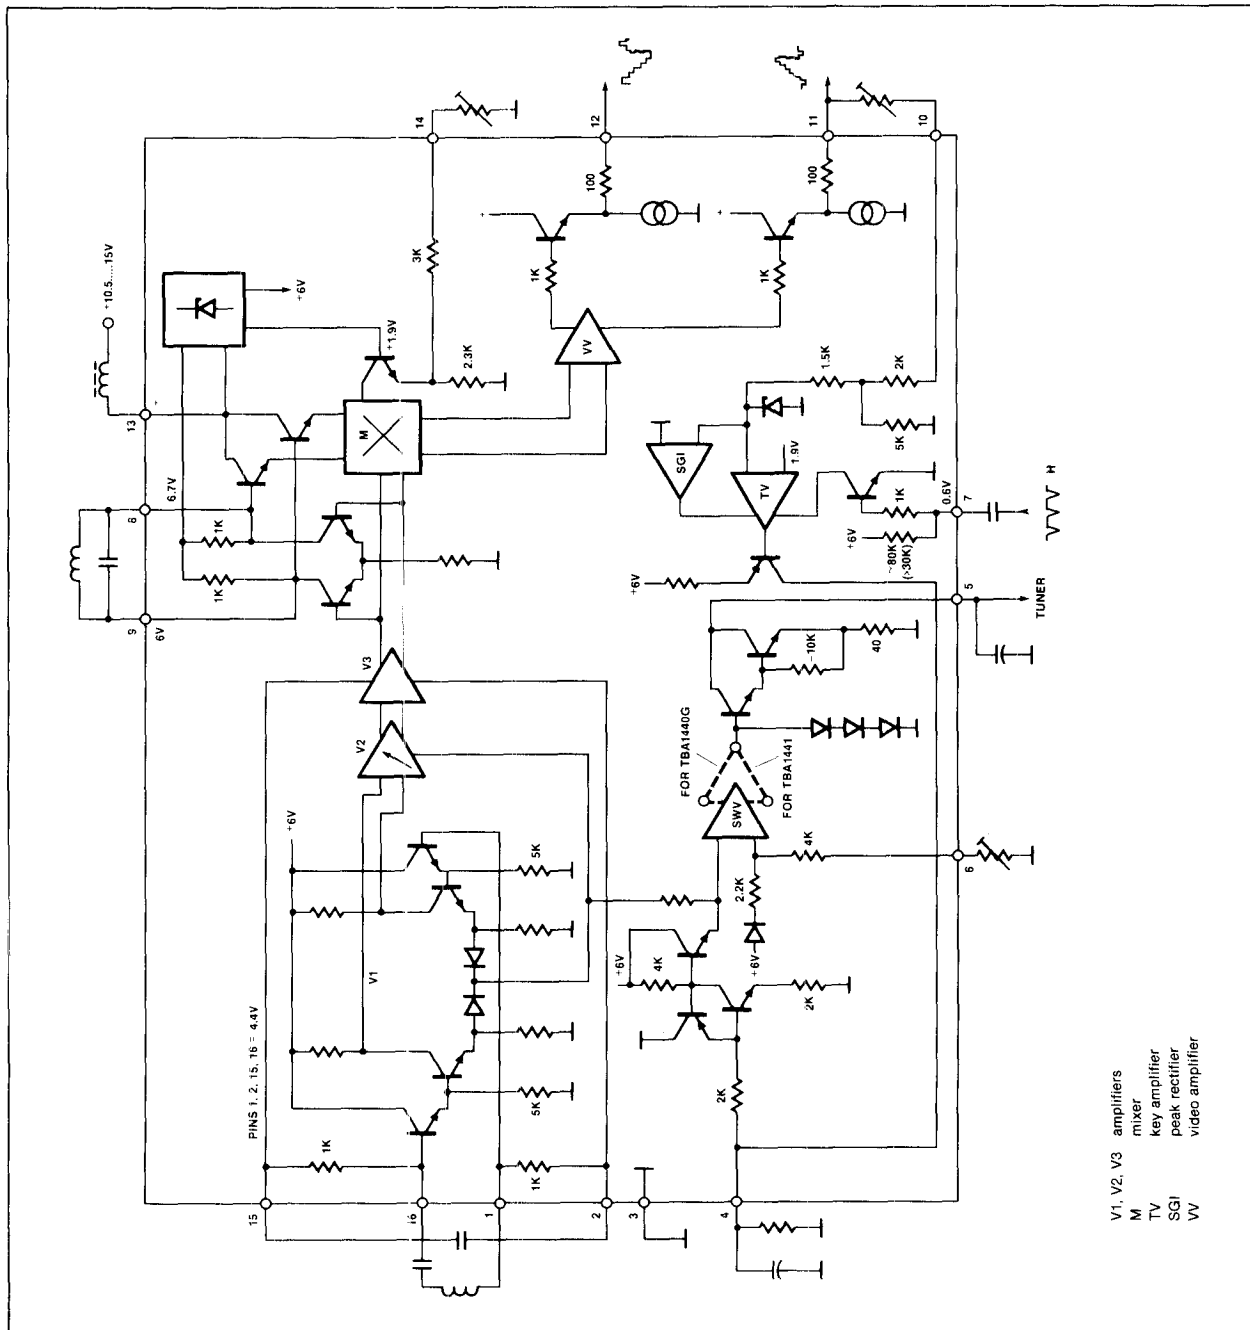 14
12
11
10
+10.5....15V
100
100
3K
+6V
1K
1K
+1.9V
2.3K
VV
13
M
1.5K
2K
5K
SGI
TV
1.9V
8
6.7V
1K
1K
9
6V
+6V
1K
0.6V
7
H
+6V
~80K
(>30K)
5
TUNER
V3
V2
~10K
40
FOR TBA1440G
FOR TBA1441
SWV
+6V
5K
V1
4K
6
2.2K
+6V
4K
+6V
2K
PINS 1, 2, 15, 16 = 4.4V
5K
2K
1K
1K
15
16
1
2
3
4
V1, V2, V3 amplifiers
M mixer
TV key amplifier
SGI peak rectifier
VV video amplifier